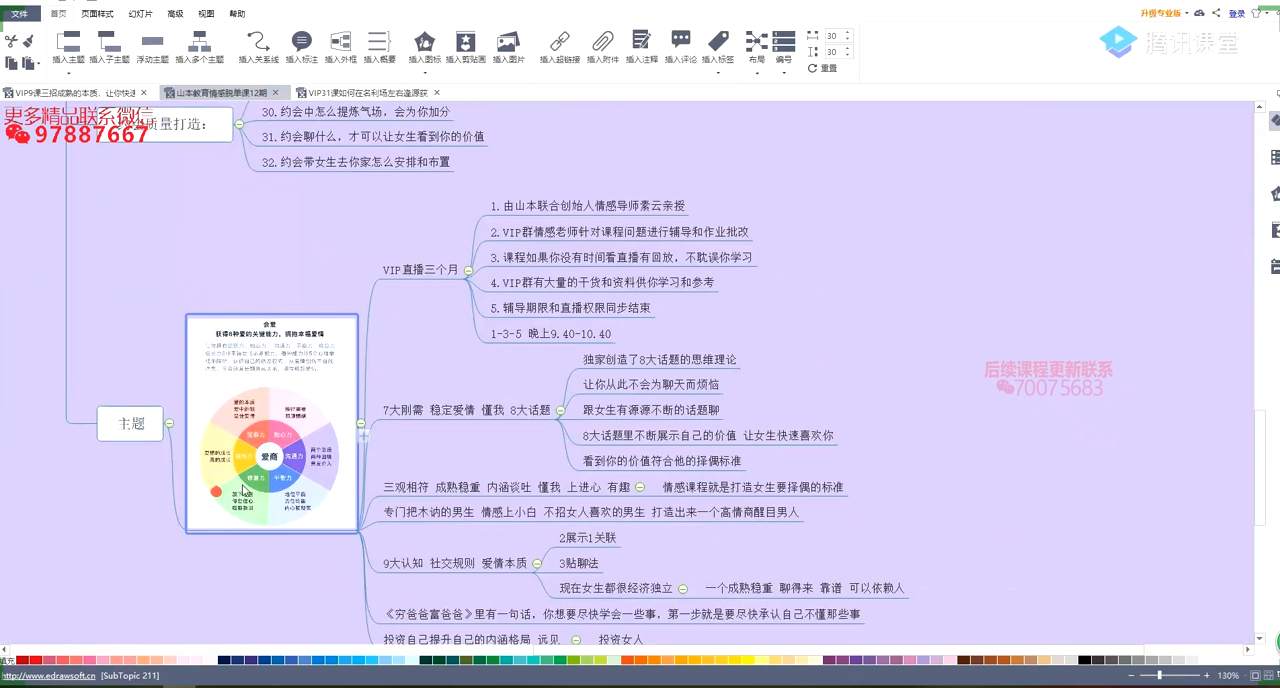 文件 首页 页面样式 幻灯片 高级 视图 帮助
升级专业版 登录
插入主题 插入子主题 浮动主题 插入多个主题 插入关系线 插入标注 插入外框 插入概要 插入图标 插入剪贴画 插入图片 插入超链接 插入附件 插入注释 插入评论 插入标签 布局 编号
30
30
重置
腾讯课堂
VIP9课三招成熟的本质，让你快速
山本教育情感脱单课12期
VIP31课如何在名利场左右逢源获
更多精品联系微信
97887667
质量打造：
30.约会中怎么提炼气场，会为你加分
31.约会聊什么，才可以让女生看到你的价值
32.约会带女生去你家怎么安排和布置
VIP直播三个月
1.由山本联合创始人情感导师素云亲授
2.VIP群情感老师针对课程问题进行辅导和作业批改
3.课程如果你没有时间看直播有回放，不耽误你学习
4.VIP群有大量的干货和资料供你学习和参考
5.辅导期限和直播权限同步结束
1-3-5 晚上9.40-10.40
后续课程更新联系
70075683
主题
获得6种爱的关键能力，拥抱幸福爱情
爱商
沟通力
7大刚需 稳定爱情 懂我 8大话题
独家创造了8大话题的思维理论
让你从此不会为聊天而烦恼
跟女生有源源不断的话题聊
8大话题里不断展示自己的价值 让女生快速喜欢你
看到你的价值符合他的择偶标准
三观相符 成熟稳重 内涵谈吐 懂我 上进心 有趣
情感课程就是打造女生要择偶的标准
专门把木讷的男生 情感上小白 不招女人喜欢的男生 打造出来一个高情商醒目男人
9大认知 社交规则 爱情本质
2展示1关联
3贴聊法
现在女生都很经济独立
一个成熟稳重 聊得来 靠谱 可以依赖人
《穷爸爸富爸爸》里有一句话，你想要尽快学会一些事，第一步就是要尽快承认自己不懂那些事
投资自己提升自己的内涵格局 远见
投资女人
填充
http://www.edrawsoft.cn [SubTopic 211]
130%